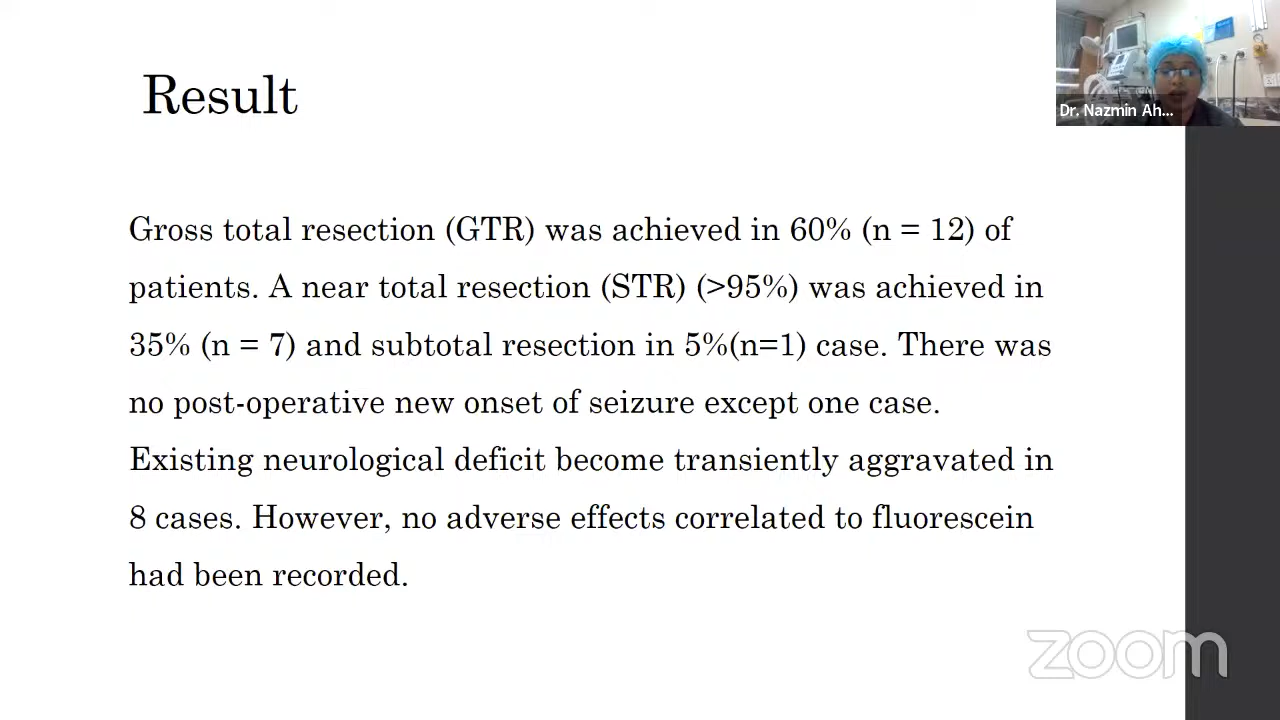 Result
Dr. Nazmin Ah...
Gross total resection (GTR) was achieved in 60% (n = 12) of
patients. A near total resection (STR) (>95%) was achieved in
35% (n = 7) and subtotal resection in 5%(n=1) case. There was
no post-operative new onset of seizure except one case.
Existing neurological deficit become transiently aggravated in
8 cases. However, no adverse effects correlated to fluorescein
had been recorded.
zoom